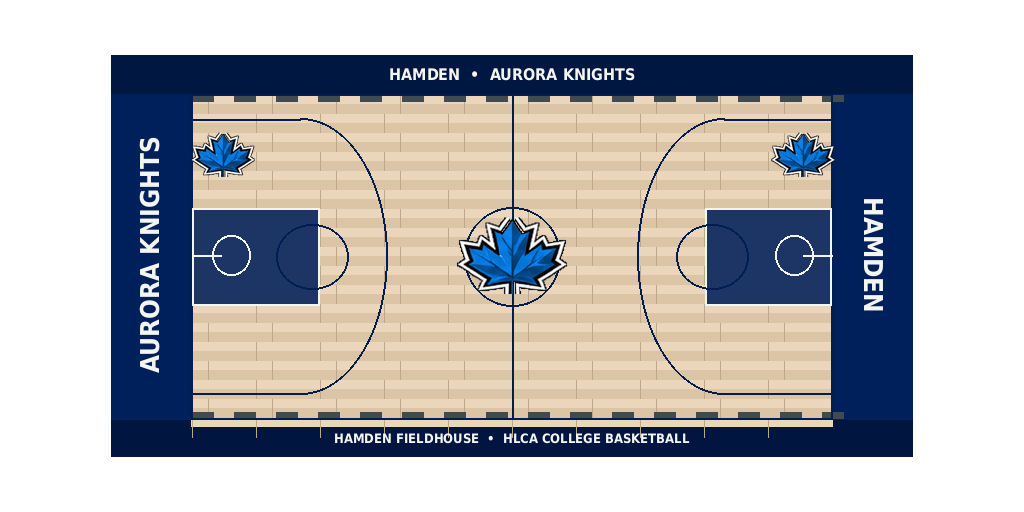 HAMDEN • AURORA KNIGHTS
AURORA KNIGHTS
HAMDEN
HAMDEN FIELDHOUSE • HLCA COLLEGE BASKETBALL